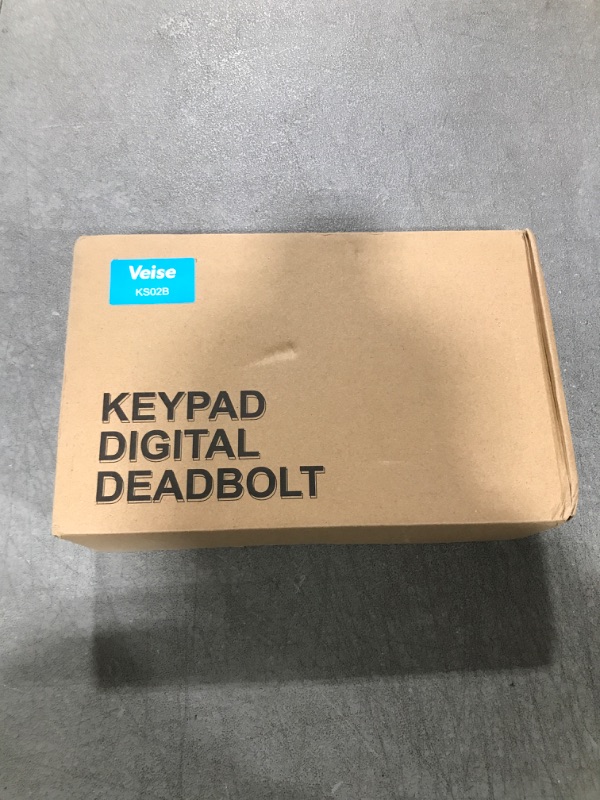 Veise
KS02B
KEYPAD
DIGITAL
DEADBOLT